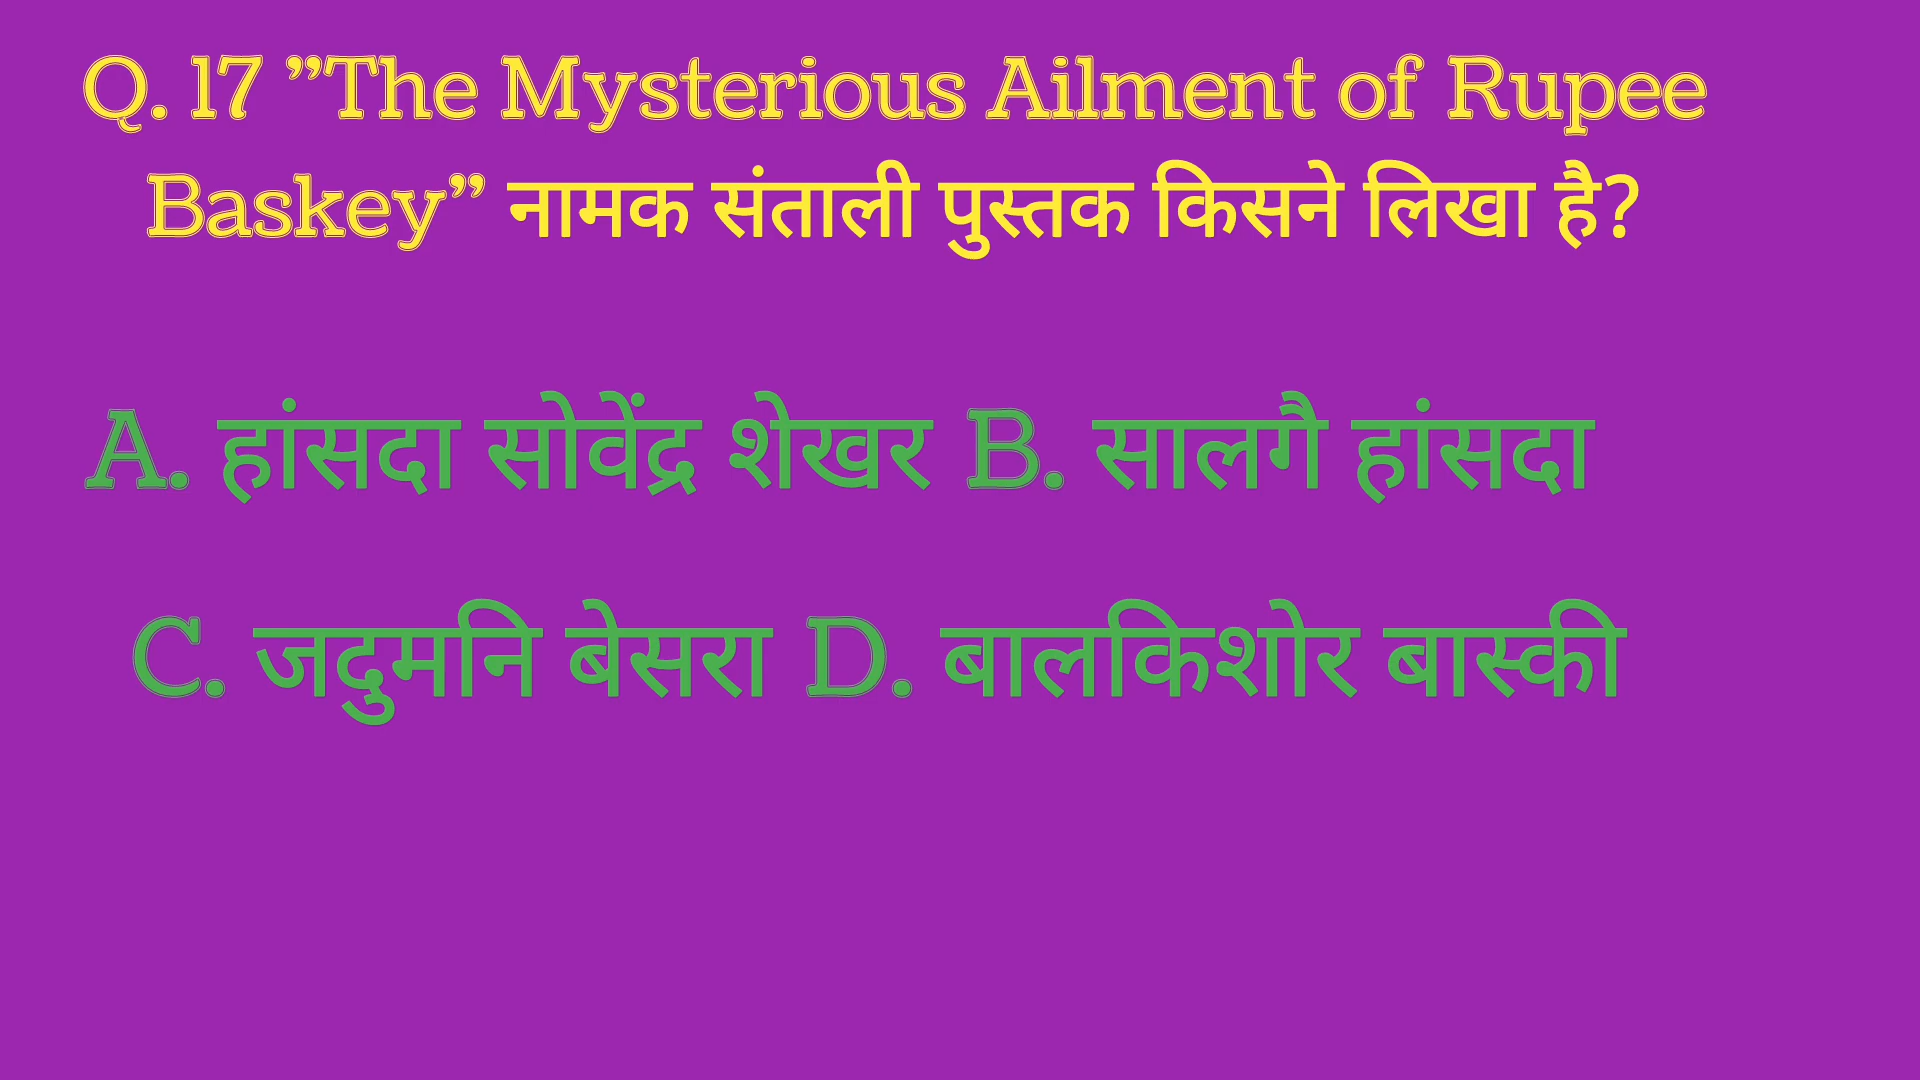 Q. 17 ”The Mysterious Ailment of Rupee
Baskey” नामक संताली पुस्तक किसने लिखा है?
A. हांसदा सोवेंद्र शेखर B. सालगै हांसदा
C. जदुमनि बेसरा D. बालकिशोर बास्की